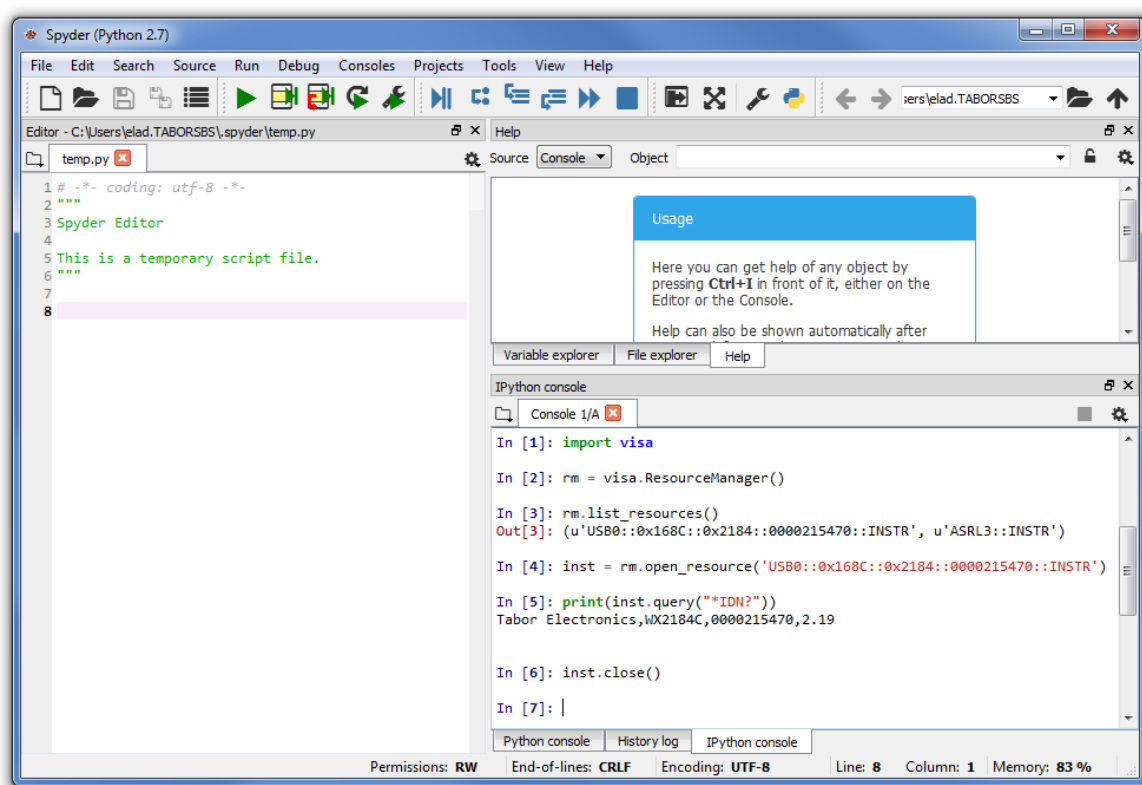 Spyder (Python 2.7)
File Edit Search Source Run Debug Consoles Projects Tools View Help
sers\elad.TABORSBS
Editor - C:\Users\elad.TABORSBS\.spyder\temp.py
temp.py
1 # -*- coding: utf-8 -*-
2 """
3 Spyder Editor
4
5 This is a temporary script file.
6 """
7
8
Help
Source Console Object
Usage
Here you can get help of any object by
pressing Ctrl+I in front of it, either on the
Editor or the Console.
Help can also be shown automatically after
Variable explorer File explorer Help
IPython console
Console 1/A
In [1]: import visa
In [2]: rm = visa.ResourceManager()
In [3]: rm.list_resources()
Out[3]: (u'USB0::0x168C::0x2184::0000215470::INSTR', u'ASRL3::INSTR')
In [4]: inst = rm.open_resource('USB0::0x168C::0x2184::0000215470::INSTR')
In [5]: print(inst.query("*IDN?"))
Tabor Electronics,WX2184C,0000215470,2.19
In [6]: inst.close()
In [7]:
Python console History log IPython console
Permissions: RW End-of-lines: CRLF Encoding: UTF-8 Line: 8 Column: 1 Memory: 83 %